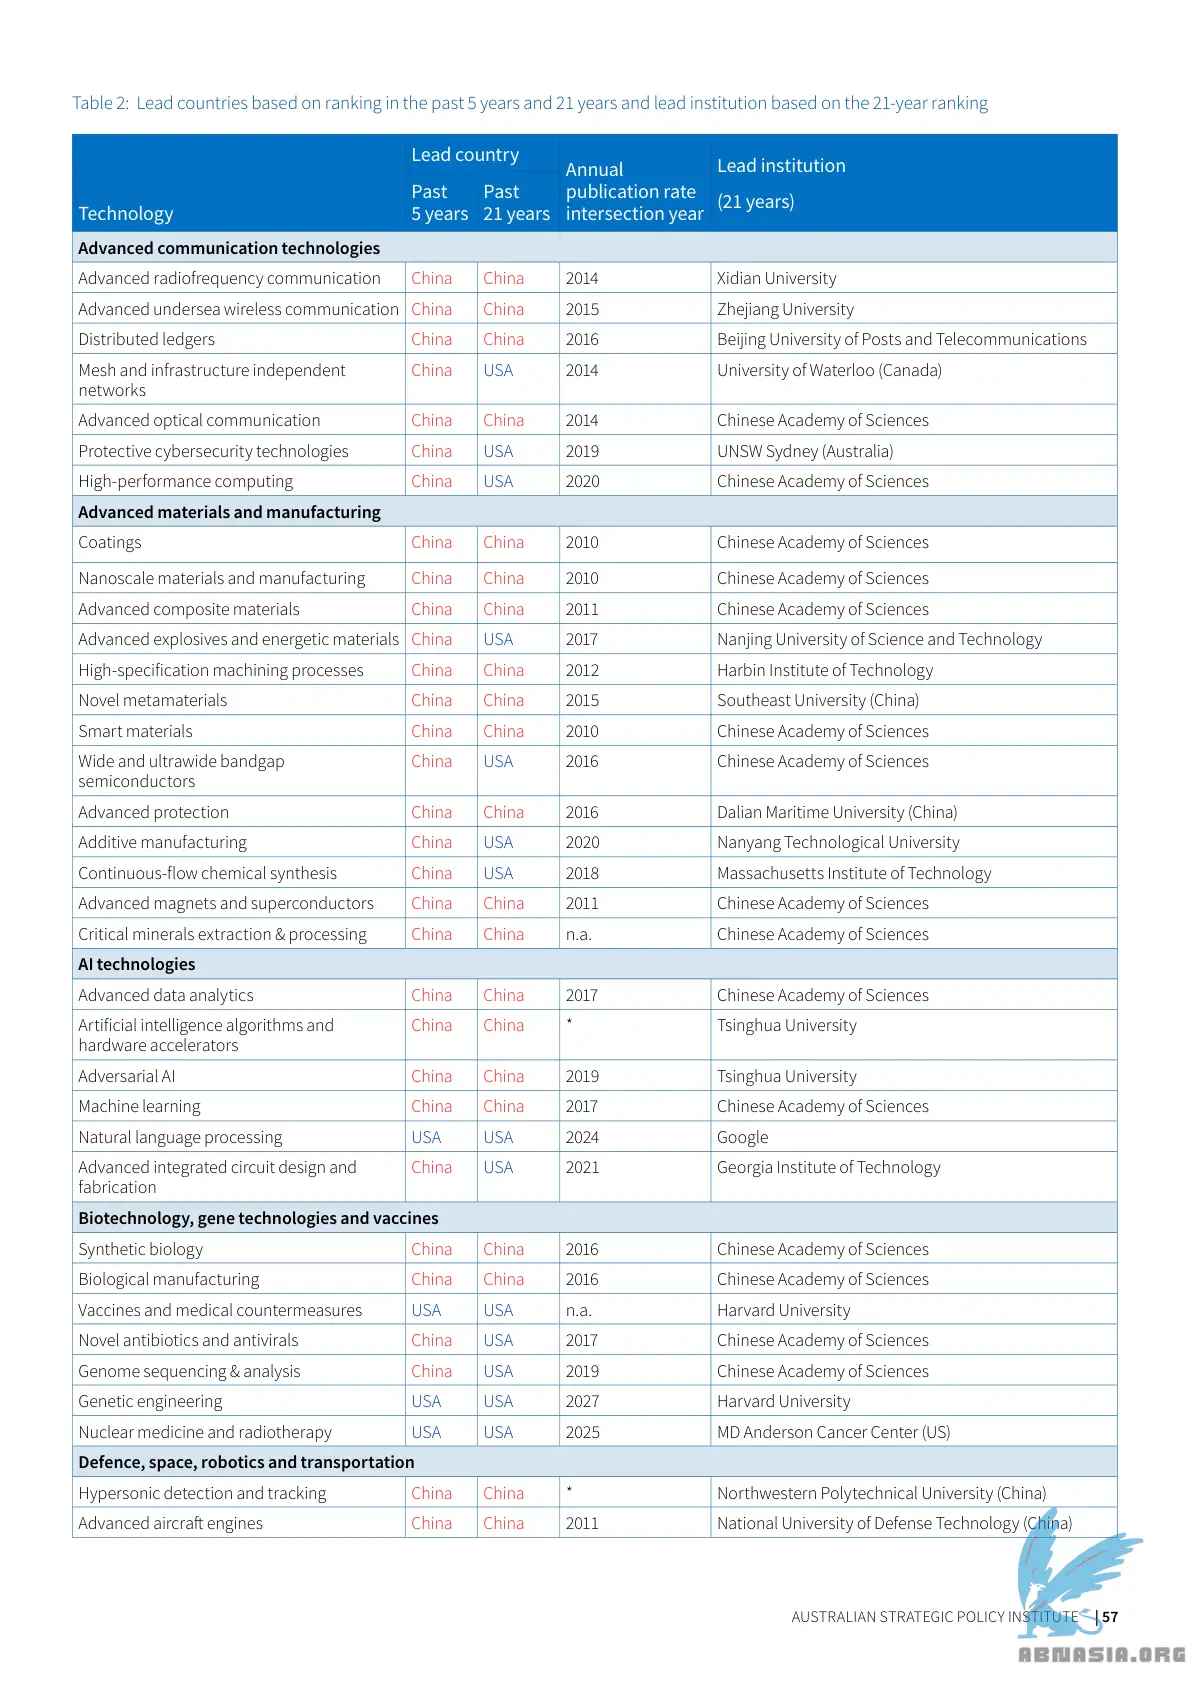 Table 2: Lead countries based on ranking in the past 5 years and 21 years and lead institution based on the 21-year ranking
Technology
Lead country
Past 5 years
Past 21 years
Annual publication rate intersection year
Lead institution
(21 years)
Advanced communication technologies
Advanced radiofrequency communication China China 2014 Xidian University
Advanced undersea wireless communication China China 2015 Zhejiang University
Distributed ledgers China China 2016 Beijing University of Posts and Telecommunications
Mesh and infrastructure independent networks China USA 2014 University of Waterloo (Canada)
Advanced optical communication China China 2014 Chinese Academy of Sciences
Protective cybersecurity technologies China USA 2019 UNSW Sydney (Australia)
High-performance computing China USA 2020 Chinese Academy of Sciences
Advanced materials and manufacturing
Coatings China China 2010 Chinese Academy of Sciences
Nanoscale materials and manufacturing China China 2010 Chinese Academy of Sciences
Advanced composite materials China China 2011 Chinese Academy of Sciences
Advanced explosives and energetic materials China USA 2017 Nanjing University of Science and Technology
High-specification machining processes China China 2012 Harbin Institute of Technology
Novel metamaterials China China 2015 Southeast University (China)
Smart materials China China 2010 Chinese Academy of Sciences
Wide and ultrawide bandgap semiconductors China USA 2016 Chinese Academy of Sciences
Advanced protection China China 2016 Dalian Maritime University (China)
Additive manufacturing China USA 2020 Nanyang Technological University
Continuous-flow chemical synthesis China USA 2018 Massachusetts Institute of Technology
Advanced magnets and superconductors China China 2011 Chinese Academy of Sciences
Critical minerals extraction & processing China China n.a. Chinese Academy of Sciences
AI technologies
Advanced data analytics China China 2017 Chinese Academy of Sciences
Artificial intelligence algorithms and hardware accelerators China China * Tsinghua University
Adversarial AI China China 2019 Tsinghua University
Machine learning China China 2017 Chinese Academy of Sciences
Natural language processing USA USA 2024 Google
Advanced integrated circuit design and fabrication China USA 2021 Georgia Institute of Technology
Biotechnology, gene technologies and vaccines
Synthetic biology China China 2016 Chinese Academy of Sciences
Biological manufacturing China China 2016 Chinese Academy of Sciences
Vaccines and medical countermeasures USA USA n.a. Harvard University
Novel antibiotics and antivirals China USA 2017 Chinese Academy of Sciences
Genome sequencing & analysis China USA 2019 Chinese Academy of Sciences
Genetic engineering USA USA 2027 Harvard University
Nuclear medicine and radiotherapy USA USA 2025 MD Anderson Cancer Center (US)
Defence, space, robotics and transportation
Hypersonic detection and tracking China China * Northwestern Polytechnical University (China)
Advanced aircraft engines China China 2011 National University of Defense Technology (China)
AUSTRALIAN STRATEGIC POLICY INSTITUTE | 57
ABNASIA.ORG